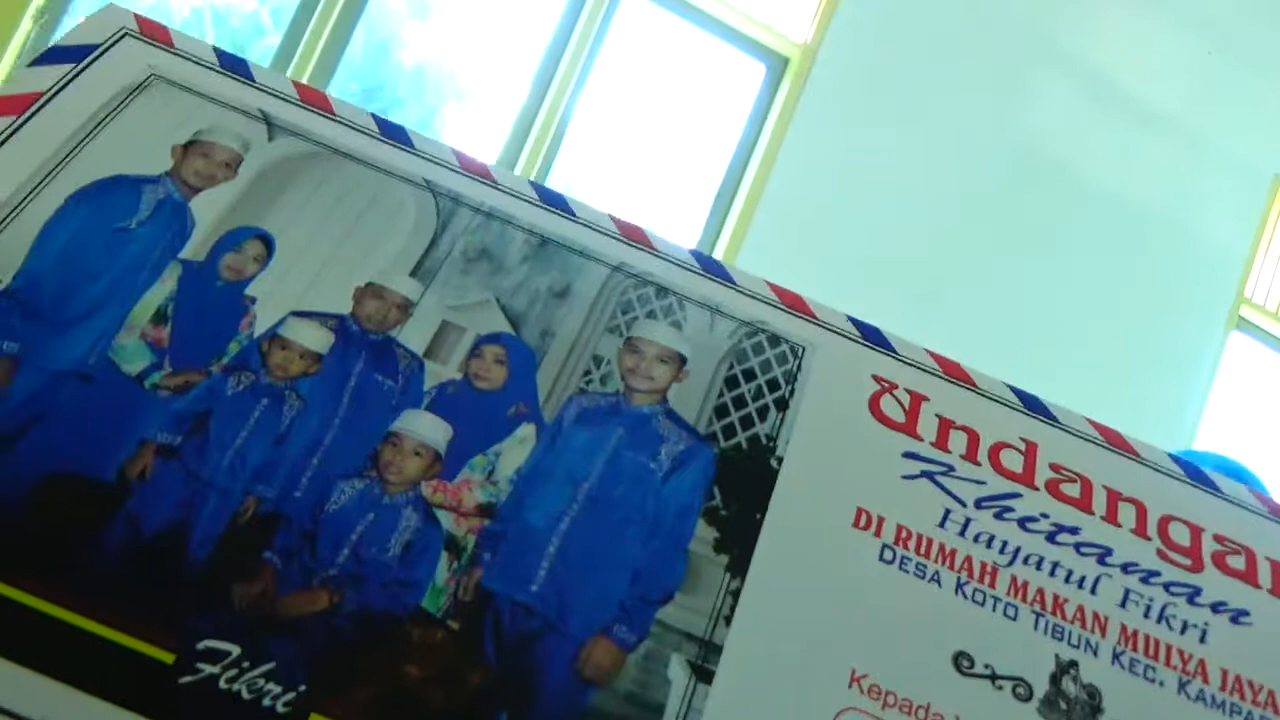 Undangan
Khitanan
Hayatul Fikri
DI RUMAH MAKAN MULYA JAYA
DESA KOTO TIBUN KEC.
Kepada
Fikri